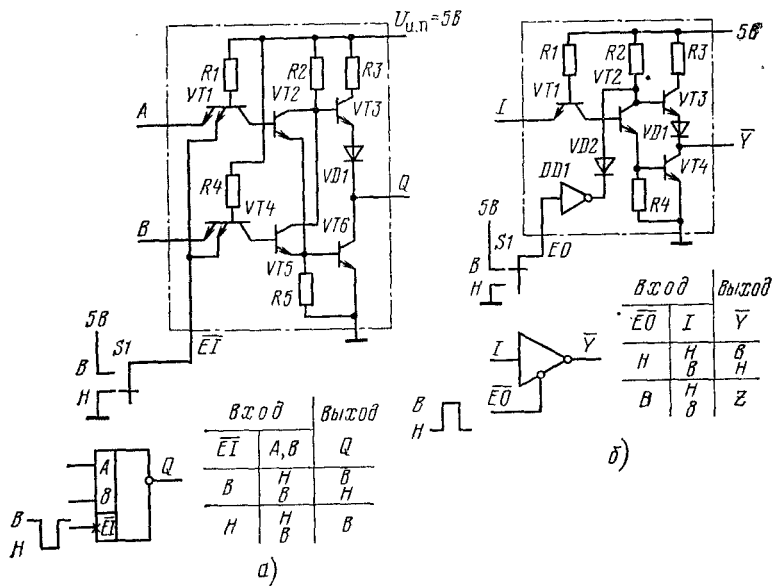 Uи.п=5В
R1
R2
R3
VT1
VT2
VT3
A
VD1
R4
Q
VT4
VT6
B
VT5
R5
5В
S1
EI
В
Н
Вход Выход
EI A,B Q
В Н В
В Н
Н Н В
В
A
Q
B
В
EI
Н
а)
5В
R1
R2
R3
VT2
VT1
VT3
I
VD1
Y
VD2
VT4
DD1
R4
5В
S1
EO
В
Н
Вход Выход
EO I Y
Н Н В
В Н
В Н Z
В
I
Y
EO
В
Н
б)